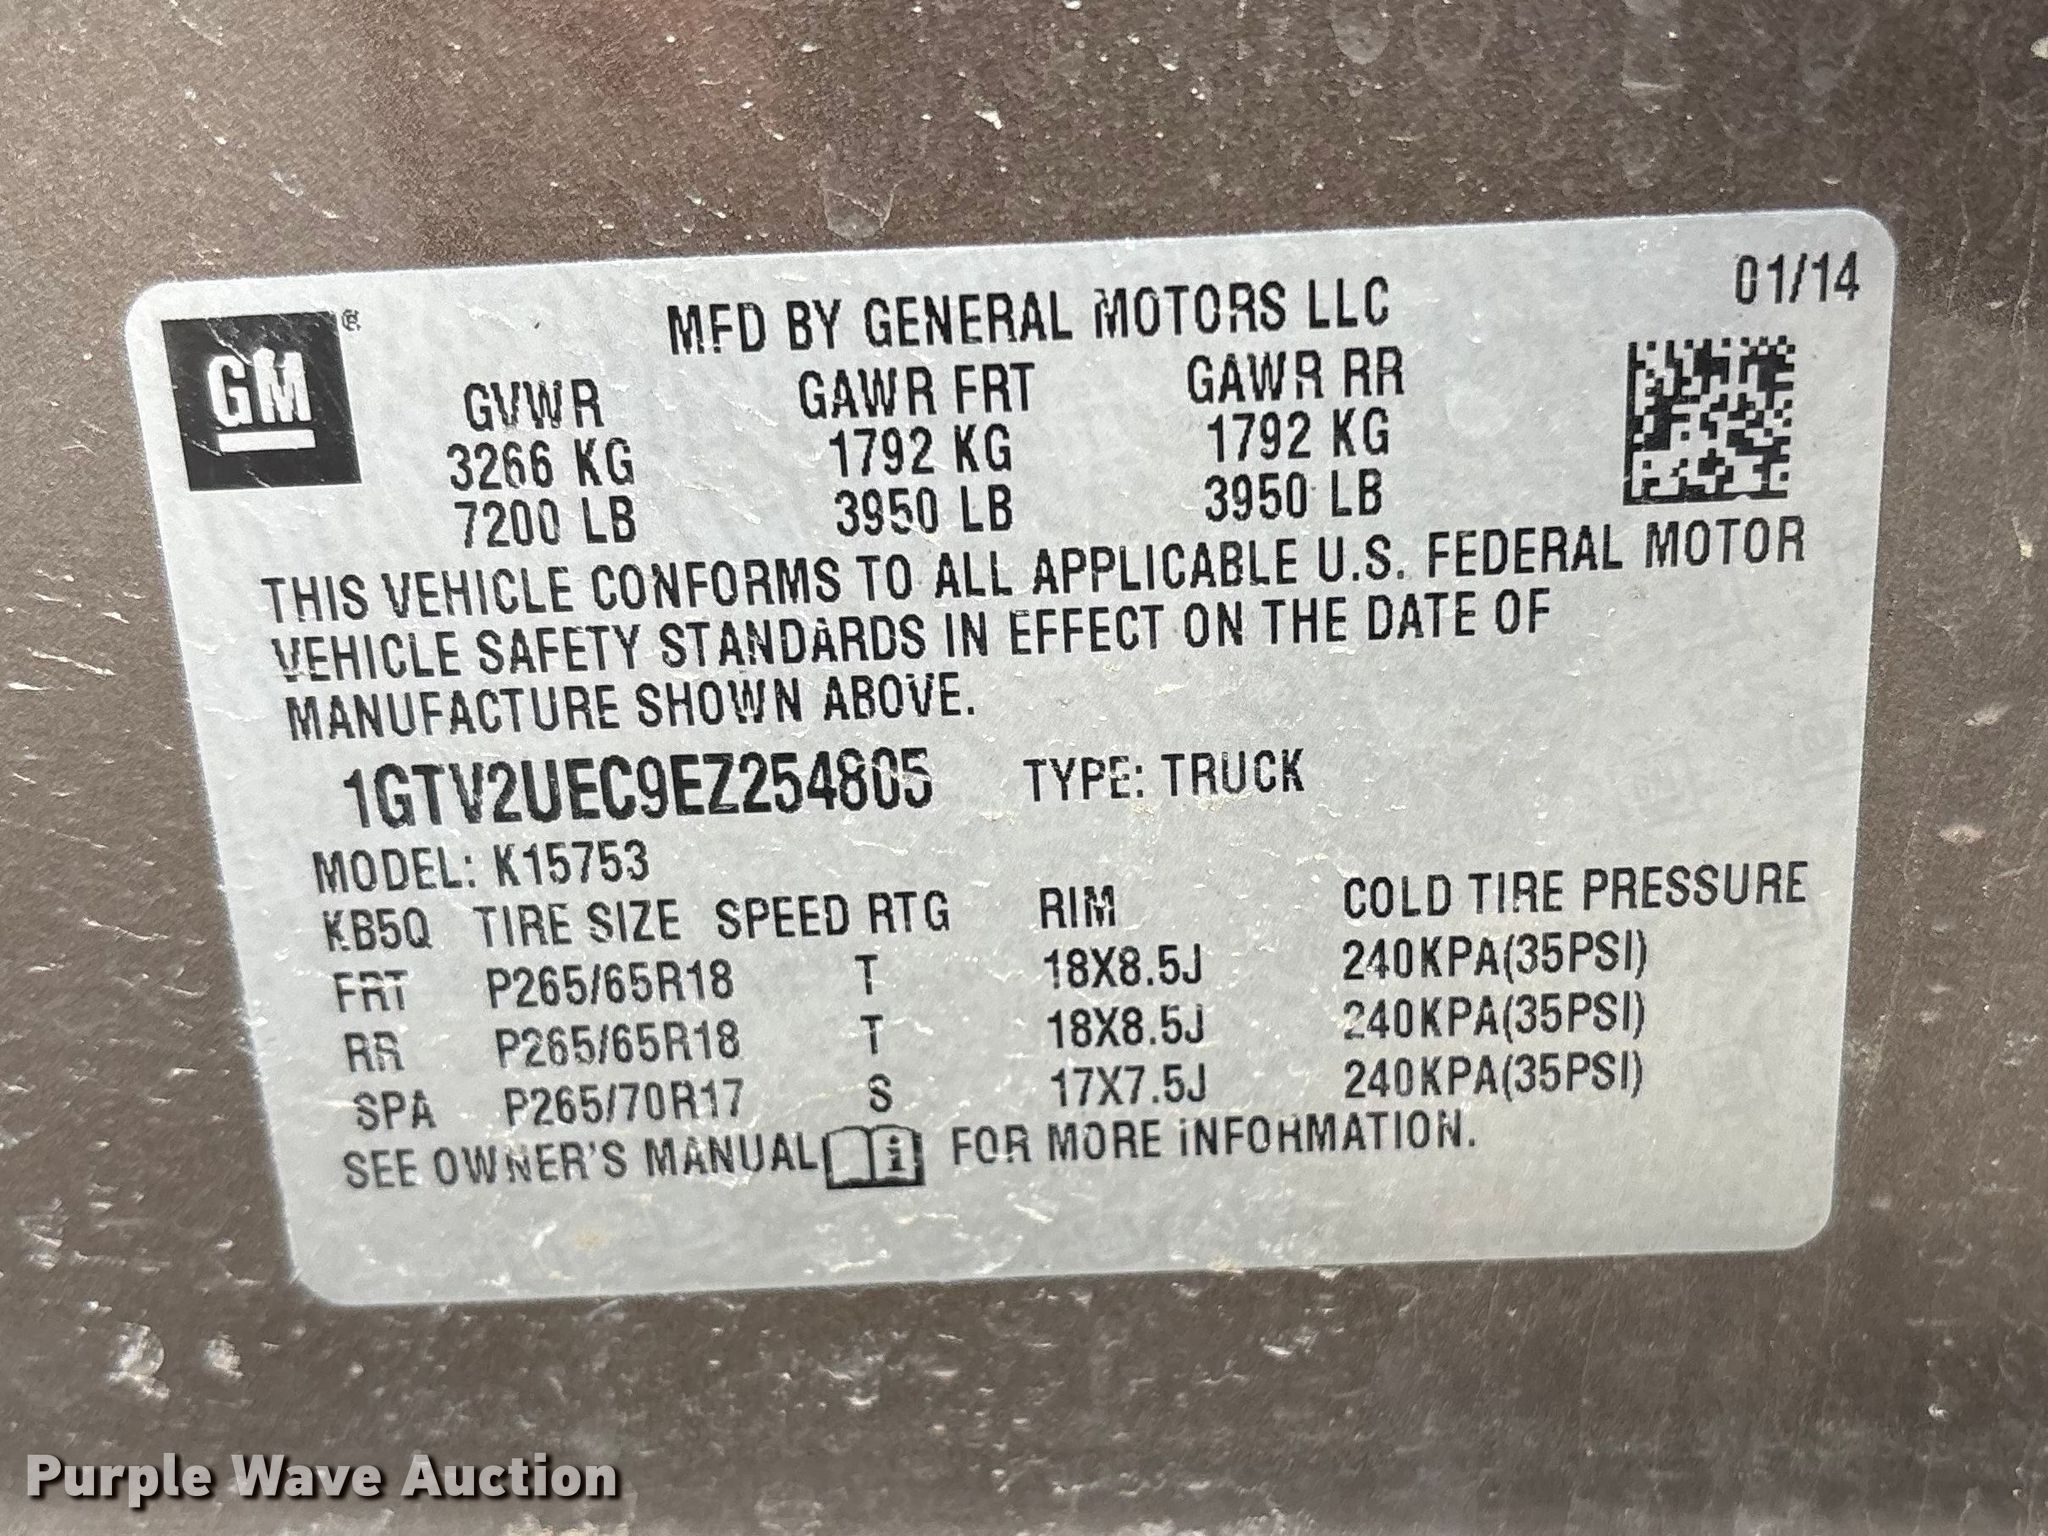 01/14
GM ®
MFD BY GENERAL MOTORS LLC
GVWR GAWR FRT GAWR RR
3266 KG 1792 KG 1792 KG
7200 LB 3950 LB 3950 LB
THIS VEHICLE CONFORMS TO ALL APPLICABLE U.S. FEDERAL MOTOR
VEHICLE SAFETY STANDARDS IN EFFECT ON THE DATE OF
MANUFACTURE SHOWN ABOVE.
1GTV2UEC9EZ254805 TYPE: TRUCK
MODEL: K15753
KB5Q TIRE SIZE SPEED RTG RIM COLD TIRE PRESSURE
FRT P265/65R18 T 18X8.5J 240KPA(35PSI)
RR P265/65R18 T 18X8.5J 240KPA(35PSI)
SPA P265/70R17 S 17X7.5J 240KPA(35PSI)
SEE OWNER'S MANUAL i FOR MORE INFORMATION.
Purple Wave Auction